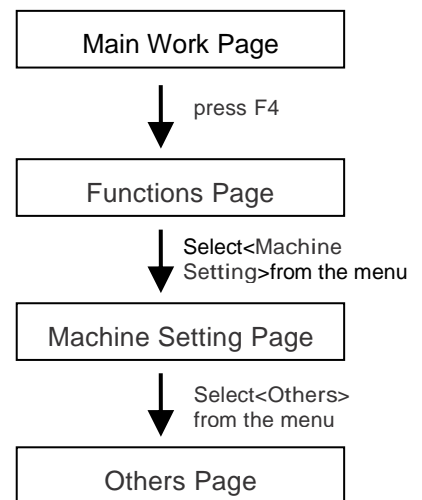 Main Work Page
press F4
Functions Page
Select<Machine
Setting>from the menu
Machine Setting Page
Select<Others>
from the menu
Others Page